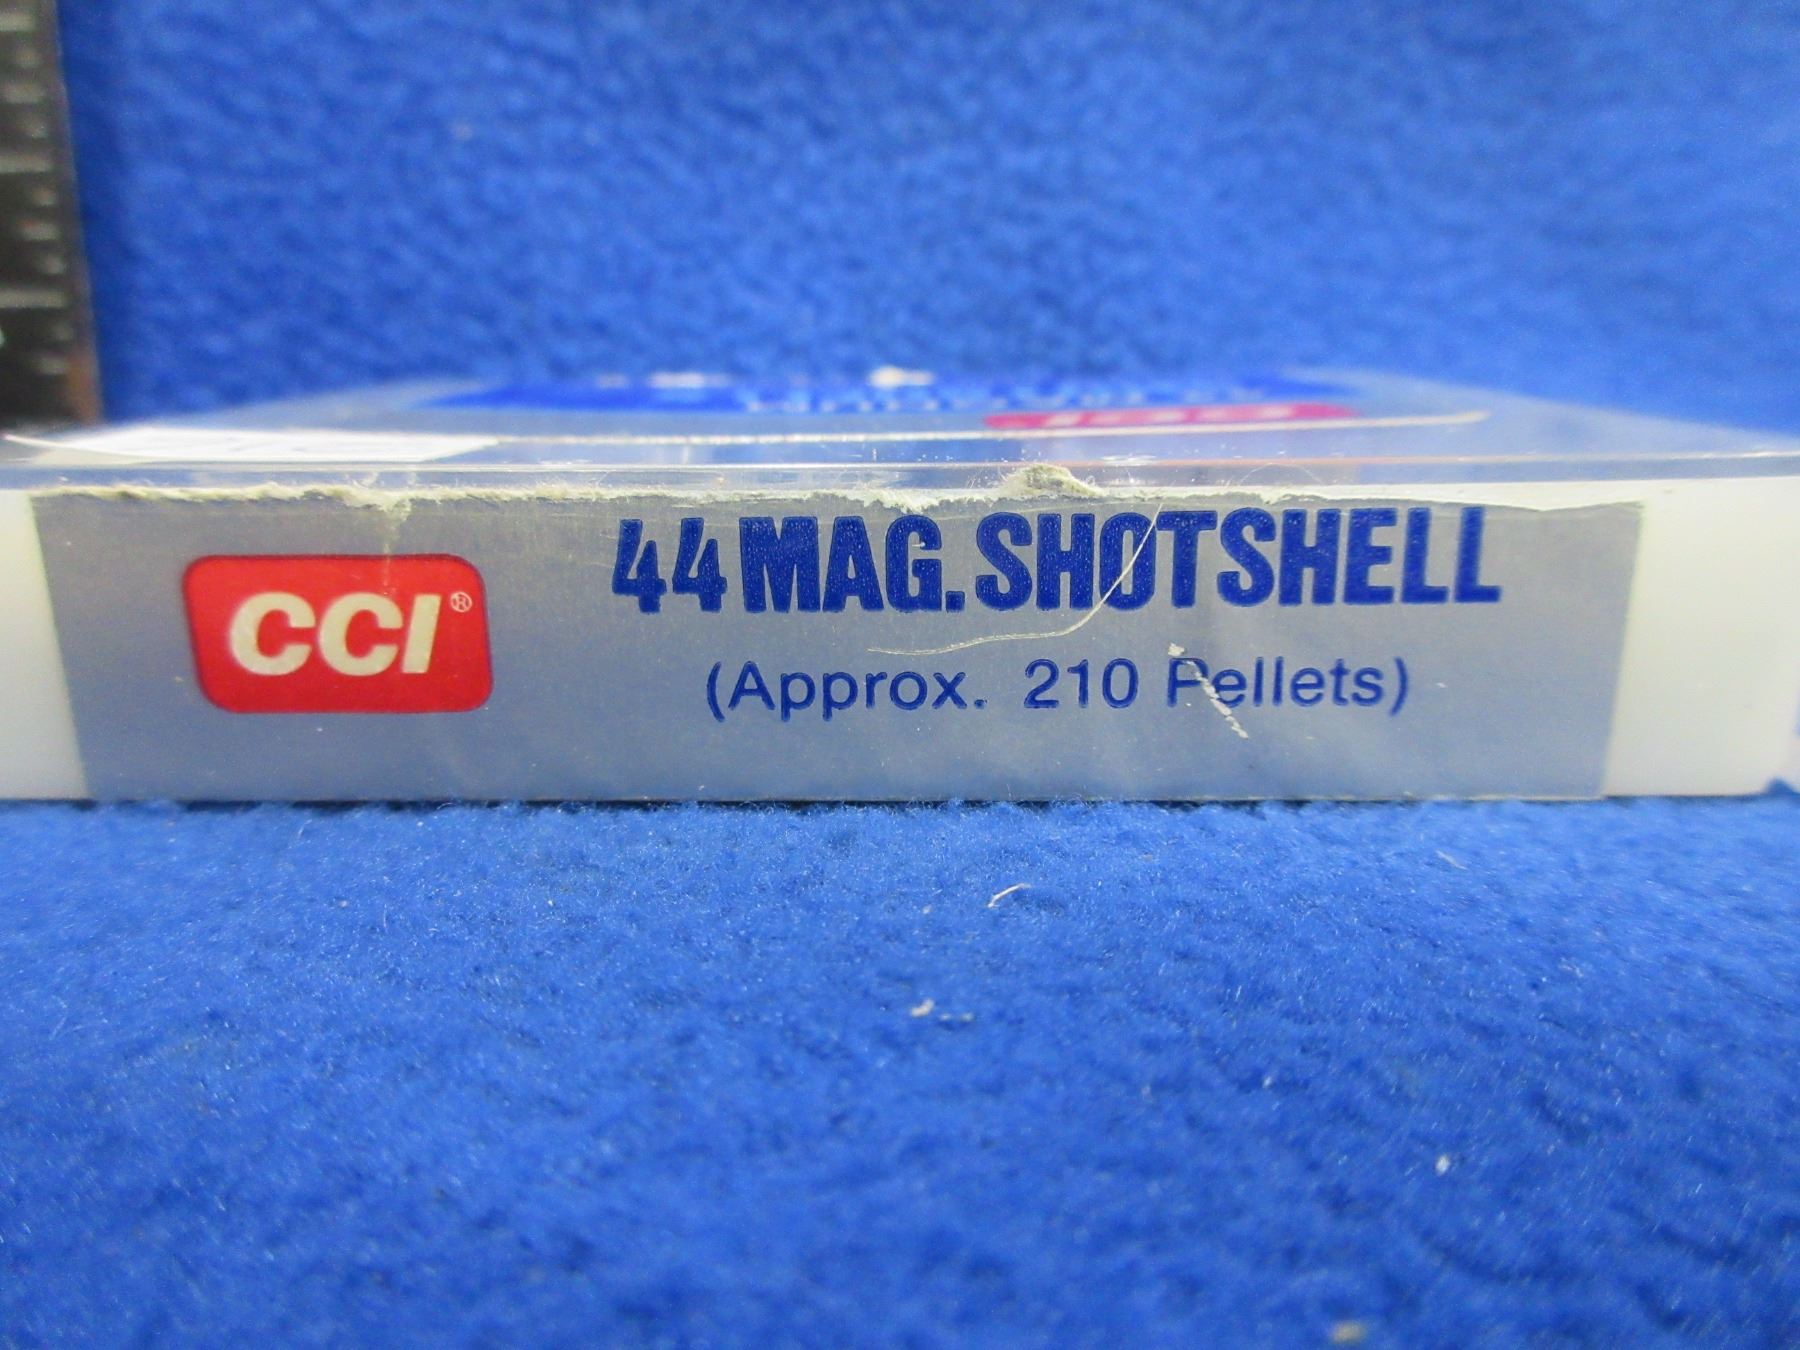 CCI®
44 MAG. SHOTSHELL
(Approx. 210 Pellets)